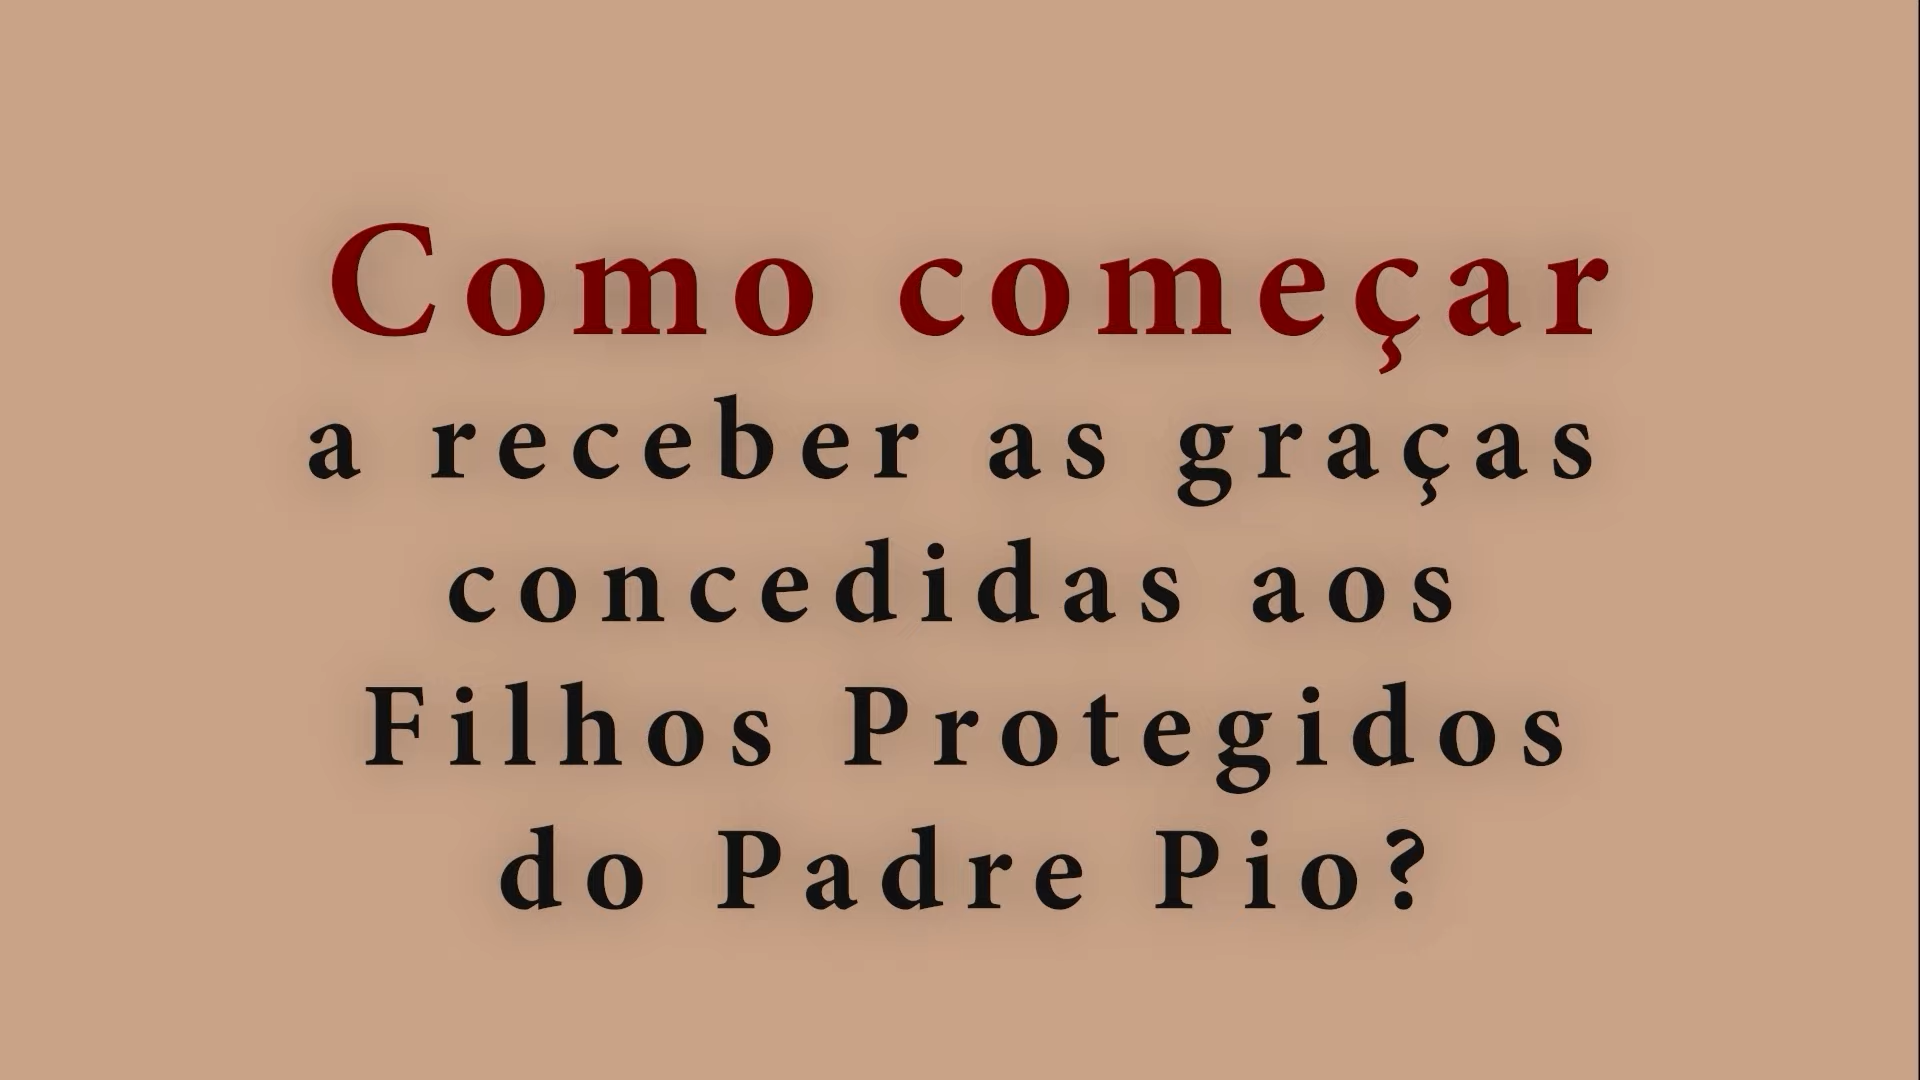 Como começar
a receber as graças
concedidas aos
Filhos Protegidos
do Padre Pio?